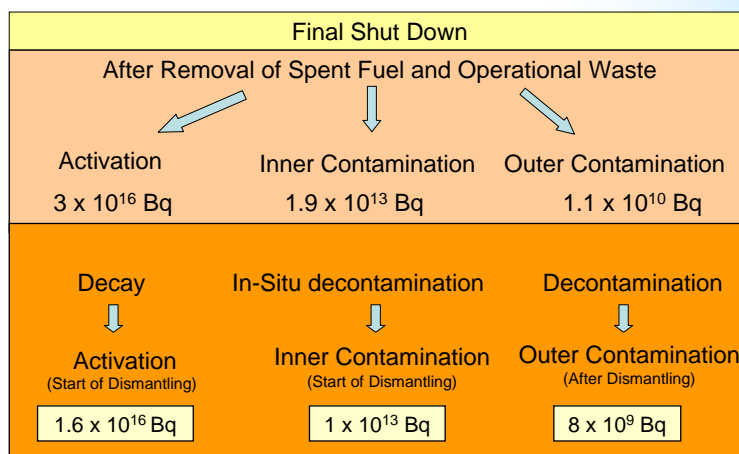 Final Shut Down
After Removal of Spent Fuel and Operational Waste
Activation
3 x 10¹⁶ Bq
Inner Contamination
1.9 x 10¹³ Bq
Outer Contamination
1.1 x 10¹⁰ Bq
Decay
Activation
(Start of Dismantling)
1.6 x 10¹⁶ Bq
In-Situ decontamination
Inner Contamination
(Start of Dismantling)
1 x 10¹³ Bq
Decontamination
Outer Contamination
(After Dismantling)
8 x 10⁹ Bq